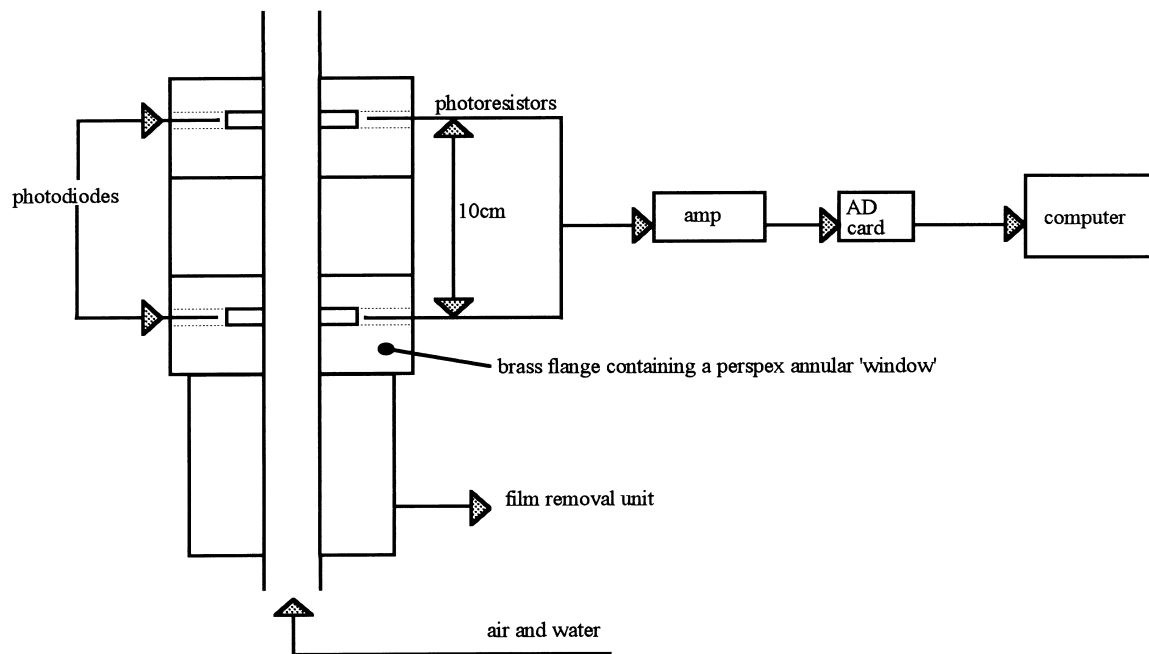 photoresistors
photodiodes
10cm
amp
AD
card
computer
brass flange containing a perspex annular 'window'
film removal unit
air and water